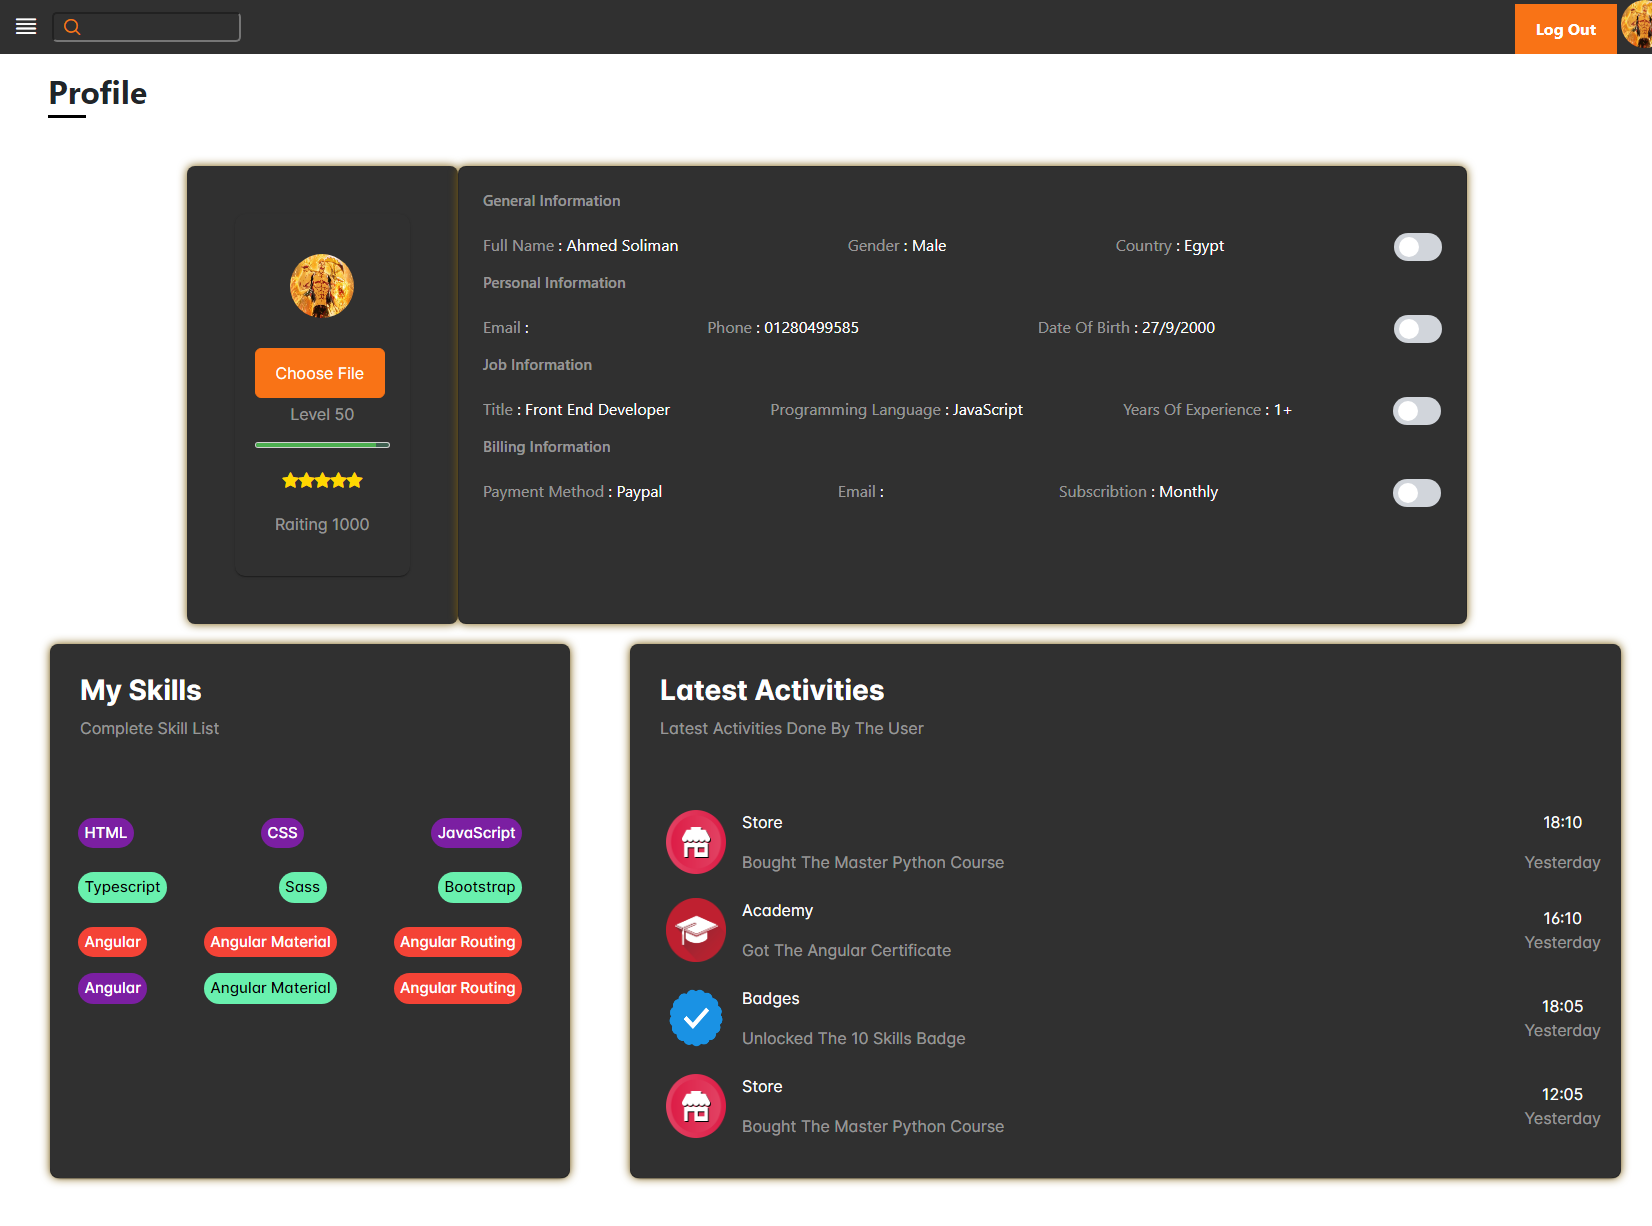 Log Out
Profile
Choose File
Level 50
Raiting 1000
General Information
Full Name : Ahmed Soliman Gender : Male Country : Egypt
Personal Information
Email : Phone : 01280499585 Date Of Birth : 27/9/2000
Job Information
Title : Front End Developer Programming Language : JavaScript Years Of Experience : 1+
Billing Information
Payment Method : Paypal Email : Subscribtion : Monthly
My Skills
Complete Skill List
HTML CSS JavaScript
Typescript Sass Bootstrap
Angular Angular Material Angular Routing
Angular Angular Material Angular Routing
Latest Activities
Latest Activities Done By The User
Store 18:10
Bought The Master Python Course Yesterday
Academy 16:10
Got The Angular Certificate Yesterday
Badges 18:05
Unlocked The 10 Skills Badge Yesterday
Store 12:05
Bought The Master Python Course Yesterday